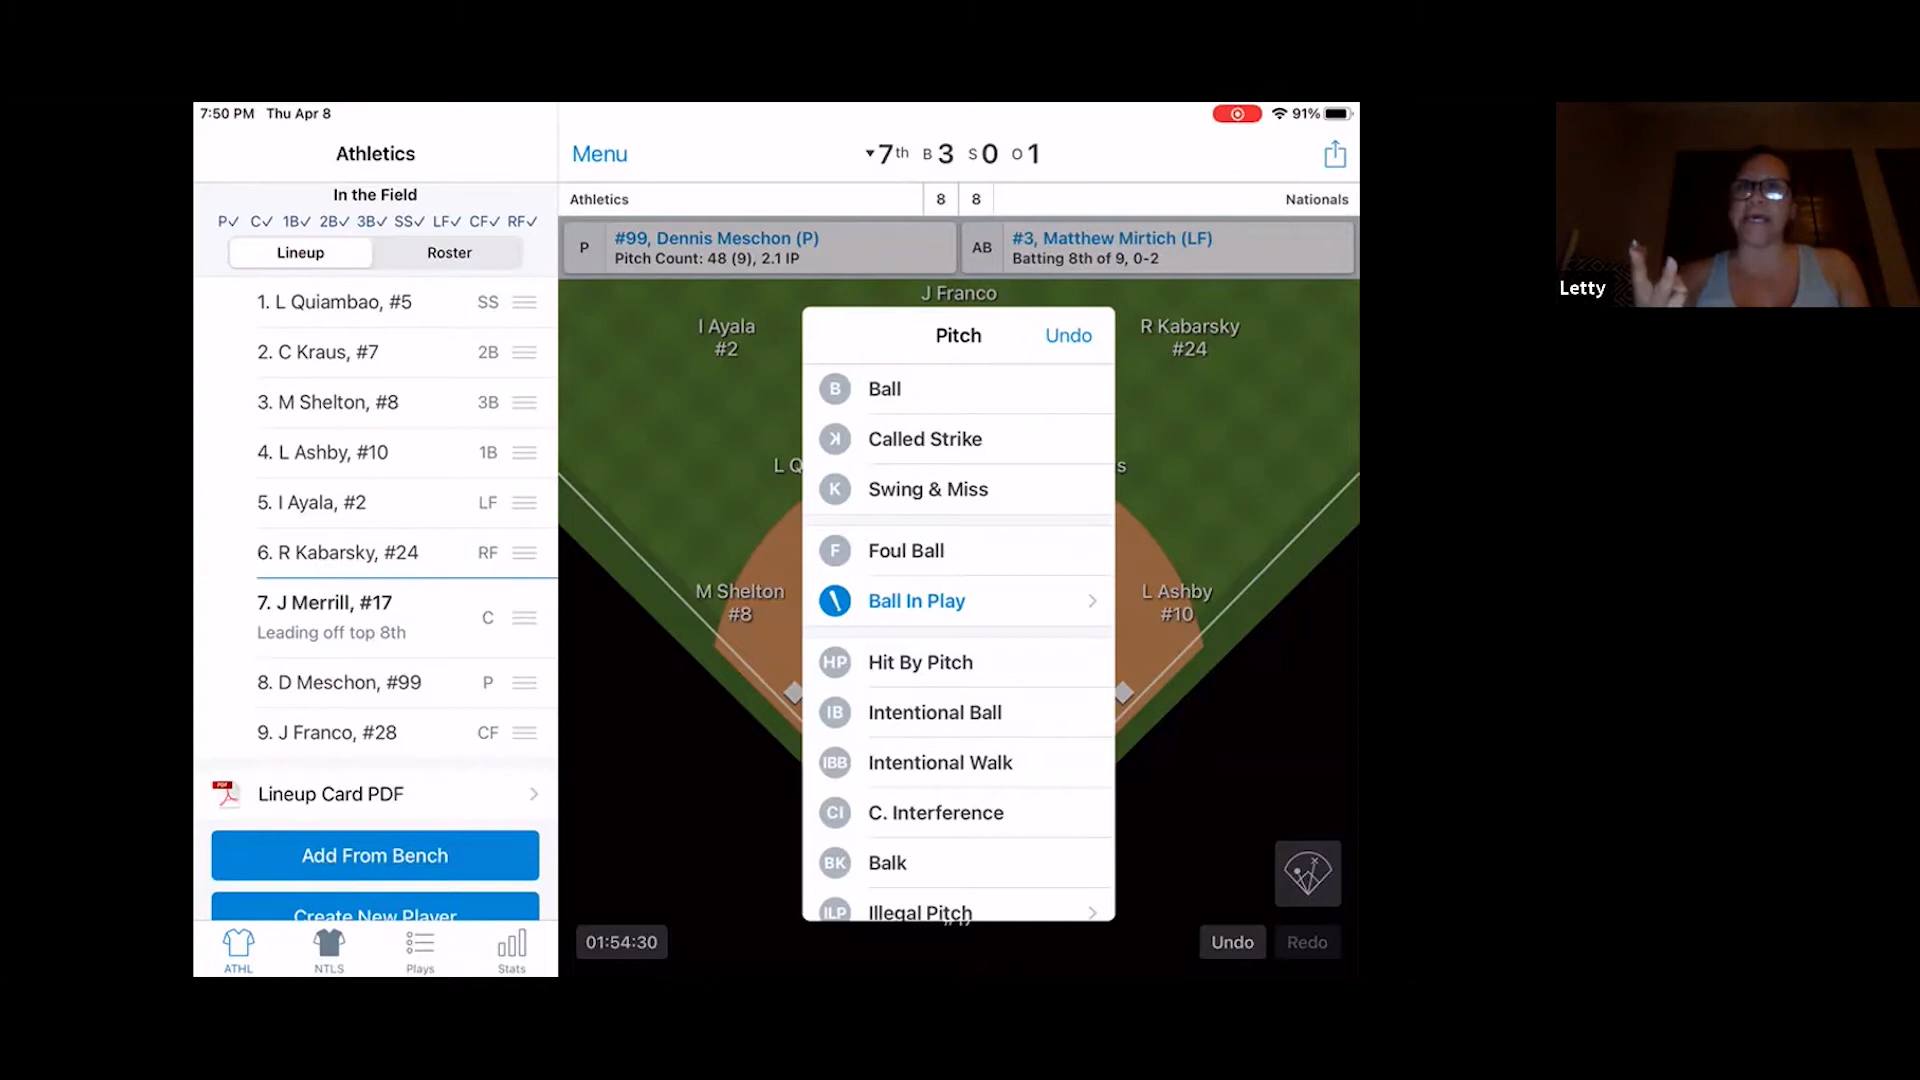 7:50 PM Thu Apr 8
91%
Athletics
In the Field
P✓ C✓ 1B✓ 2B✓ 3B✓ SS✓ LF✓ CF✓ RF✓
Lineup Roster
1. L Quiambao, #5 SS
2. C Kraus, #7 2B
3. M Shelton, #8 3B
4. L Ashby, #10 1B
5. I Ayala, #2 LF
6. R Kabarsky, #24 RF
7. J Merrill, #17 C
Leading off top 8th
8. D Meschon, #99 P
9. J Franco, #28 CF
PDF
Lineup Card PDF
Add From Bench
Create New Player
ATHL NTLS Plays Stats
Menu
▾7th B 3 S 0 O 1
Athletics 8 8 Nationals
P #99, Dennis Meschon (P)
Pitch Count: 48 (9), 2.1 IP
AB #3, Matthew Mirtich (LF)
Batting 8th of 9, 0-2
J Franco
I Ayala
#2
R Kabarsky
#24
L Q
s
M Shelton
#8
L Ashby
#10
Pitch Undo
B Ball
K Called Strike
K Swing & Miss
F Foul Ball
Ball In Play
HP Hit By Pitch
IB Intentional Ball
IBB Intentional Walk
CI C. Interference
BK Balk
ILP Illegal Pitch
01:54:30
Undo Redo
Letty